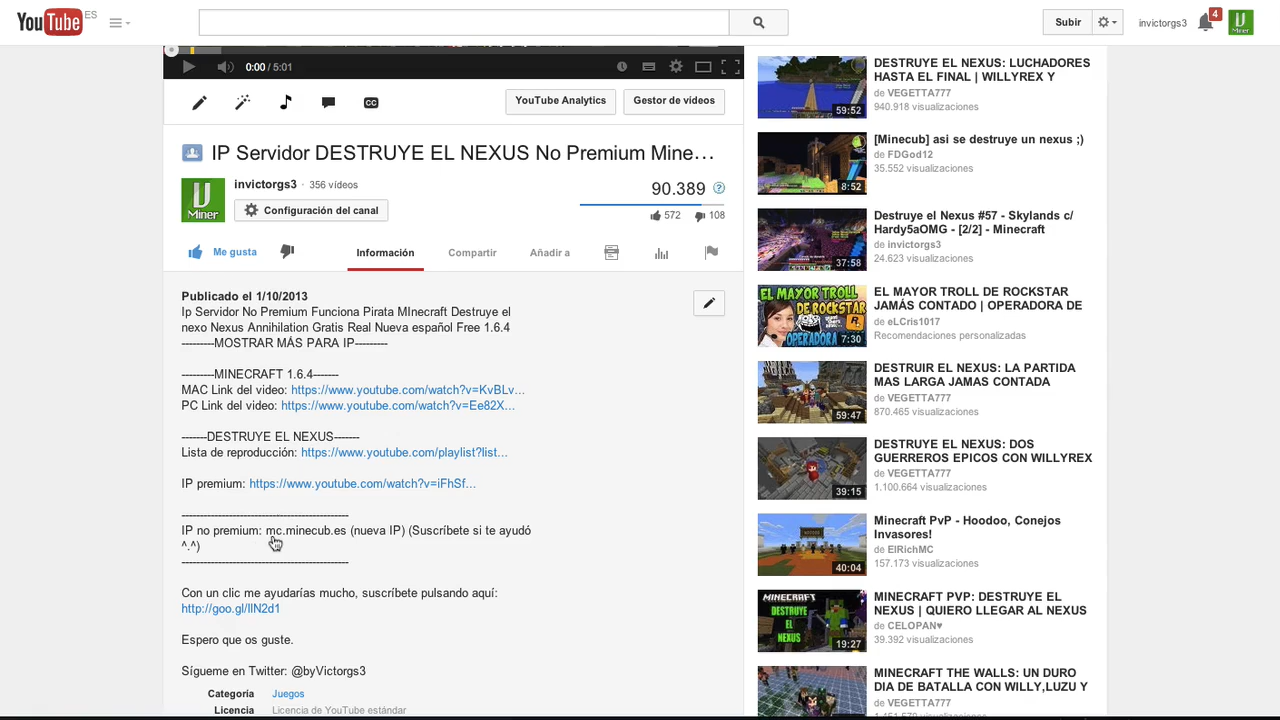 YouTube ES
Subir
invictorgs3
4
U
Miner
0:00 / 5:01
CC
YouTube Analytics
Gestor de vídeos
IP Servidor DESTRUYE EL NEXUS No Premium Mine…
U
Miner
invictorgs3 · 356 vídeos
Configuración del canal
90.389 ?
572 108
Me gusta
Información
Compartir
Añadir a
Publicado el 1/10/2013
Ip Servidor No Premium Funciona Pirata MInecraft Destruye el
nexo Nexus Annihilation Gratis Real Nueva español Free 1.6.4
---------MOSTRAR MÁS PARA IP---------
---------MINECRAFT 1.6.4-------
MAC Link del video: https://www.youtube.com/watch?v=KvBLv...
PC Link del video: https://www.youtube.com/watch?v=Ee82X...
-------DESTRUYE EL NEXUS-------
Lista de reproducción: https://www.youtube.com/playlist?list...
IP premium: https://www.youtube.com/watch?v=iFhSf...
----------------------------------------------
IP no premium: mc.minecub.es (nueva IP) (Suscríbete si te ayudó
^.^)
----------------------------------------------
Con un clic me ayudarías mucho, suscríbete pulsando aquí:
http://goo.gl/llN2d1
Espero que os guste.
Sígueme en Twitter: @byVictorgs3
Categoría Juegos
Licencia Licencia de YouTube estándar
59:52
DESTRUYE EL NEXUS: LUCHADORES
HASTA EL FINAL | WILLYREX Y
de VEGETTA777
940.918 visualizaciones
8:52
[Minecub] asi se destruye un nexus ;)
de FDGod12
35.552 visualizaciones
37:58
Destruye el Nexus #57 - Skylands c/
Hardy5aOMG - [2/2] - Minecraft
de invictorgs3
24.623 visualizaciones
EL MAYOR TROLL
DE ROCKSTAR
OPERADORA
7:30
EL MAYOR TROLL DE ROCKSTAR
JAMÁS CONTADO | OPERADORA DE
de eLCris1017
Recomendaciones personalizadas
59:47
DESTRUIR EL NEXUS: LA PARTIDA
MAS LARGA JAMAS CONTADA
de VEGETTA777
870.465 visualizaciones
39:15
DESTRUYE EL NEXUS: DOS
GUERREROS EPICOS CON WILLYREX
de VEGETTA777
1.100.664 visualizaciones
40:04
Minecraft PvP - Hoodoo, Conejos
Invasores!
de ElRichMC
157.173 visualizaciones
MINECRAFT
DESTRUYE
EL
NEXUS
19:27
MINECRAFT PVP: DESTRUYE EL
NEXUS | QUIERO LLEGAR AL NEXUS
de CELOPAN♥
39.392 visualizaciones
MINECRAFT THE WALLS: UN DURO
DIA DE BATALLA CON WILLY,LUZU Y
de VEGETTA777